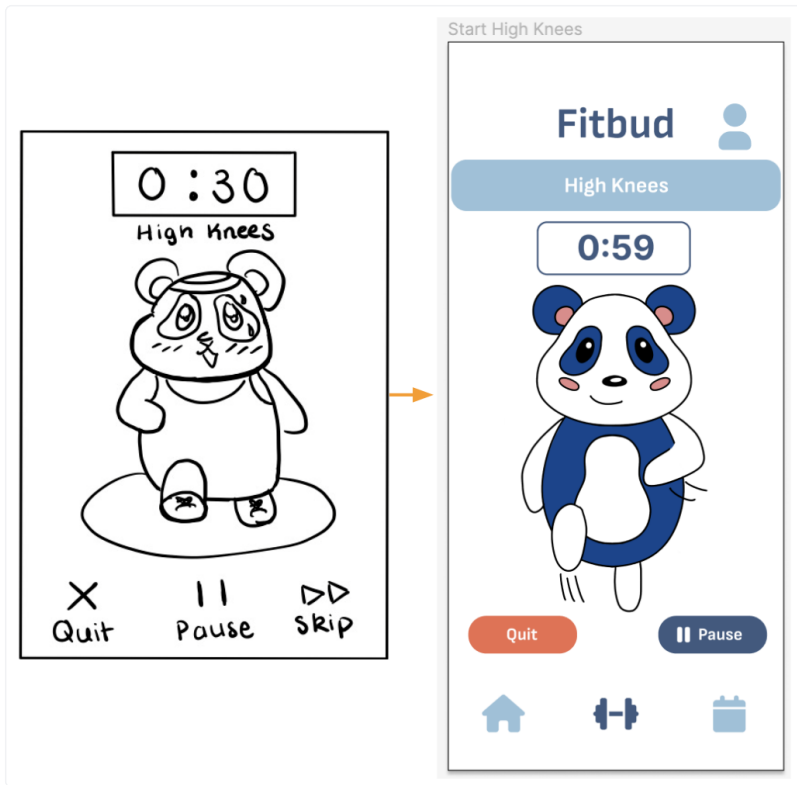 0:30
High Knees
Quit
Pause
Skip
Start High Knees
Fitbud
High Knees
0:59
Quit
Pause